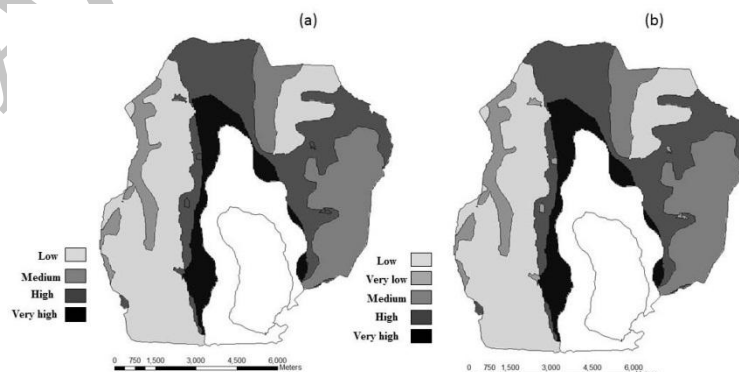 (a)
(b)
Low
Medium
High
Very high
Low
Very low
Medium
High
Very high
0 750 1,500 3,000 4,500 6,000
Meters
0 750 1,500 3,000 4,500 6,000